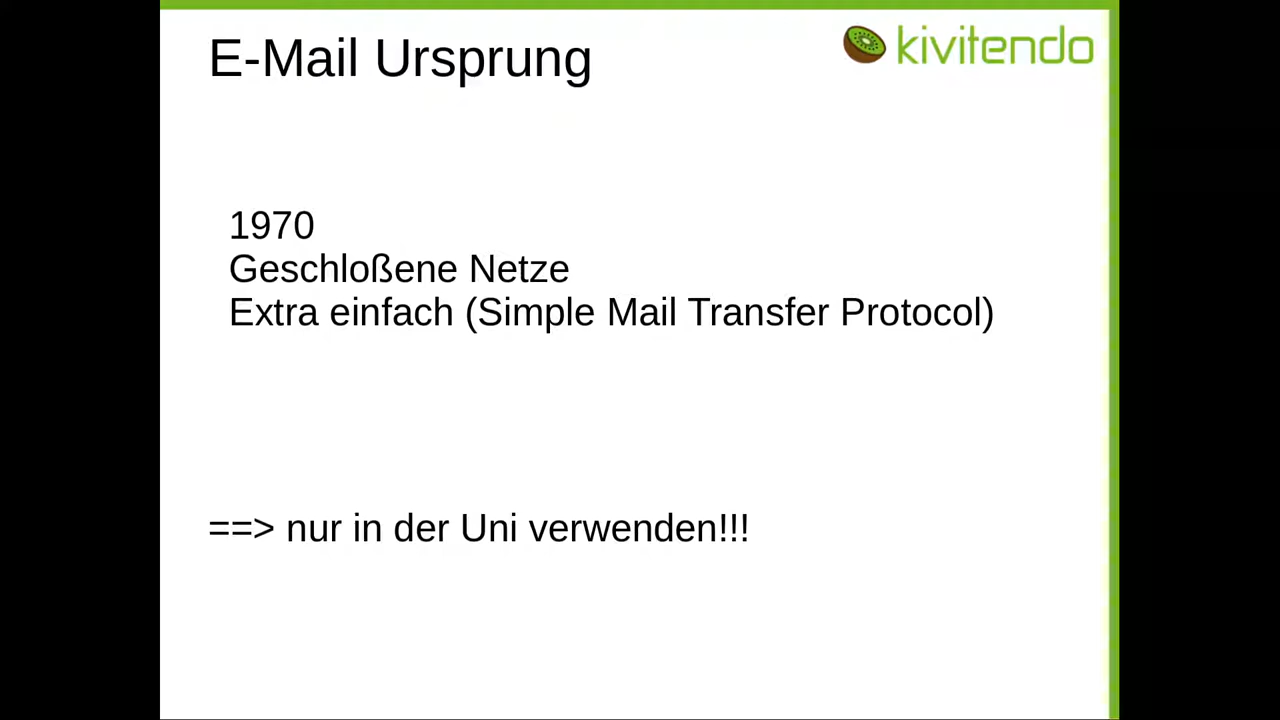 E-Mail Ursprung
kivitendo
1970
Geschloßene Netze
Extra einfach (Simple Mail Transfer Protocol)
==> nur in der Uni verwenden!!!